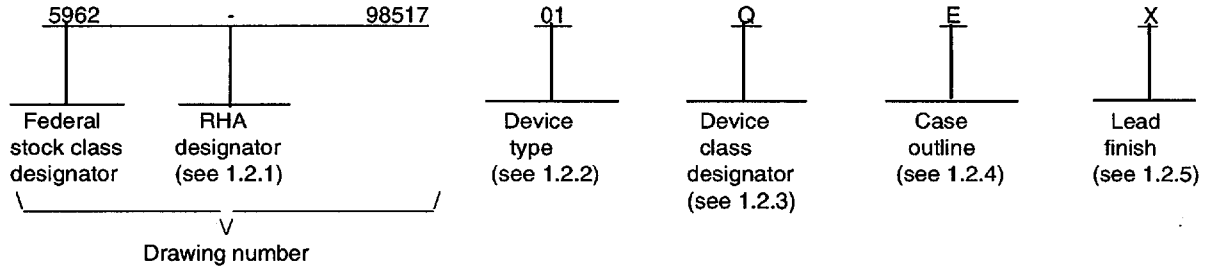 5962 - 98517 01 Q E X
Federal stock class designator
RHA designator (see 1.2.1)
Device type (see 1.2.2)
Device class designator (see 1.2.3)
Case outline (see 1.2.4)
Lead finish (see 1.2.5)
Drawing number